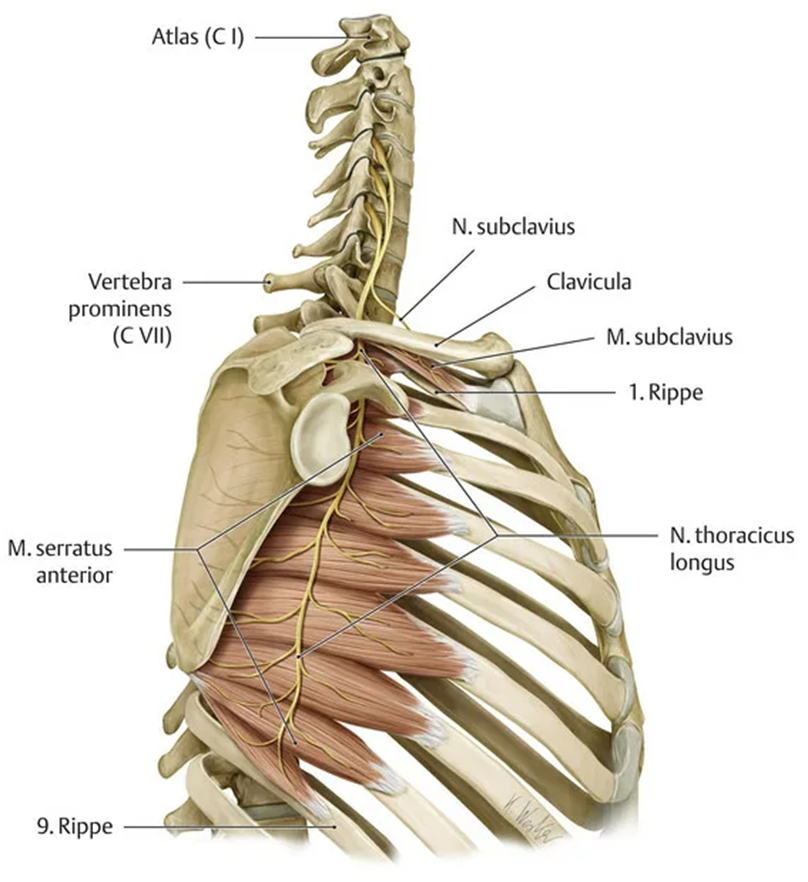 Atlas (C I)
N. subclavius
Clavicula
Vertebra
prominens
(C VII)
M. subclavius
1. Rippe
M. serratus
anterior
N. thoracicus
longus
9. Rippe